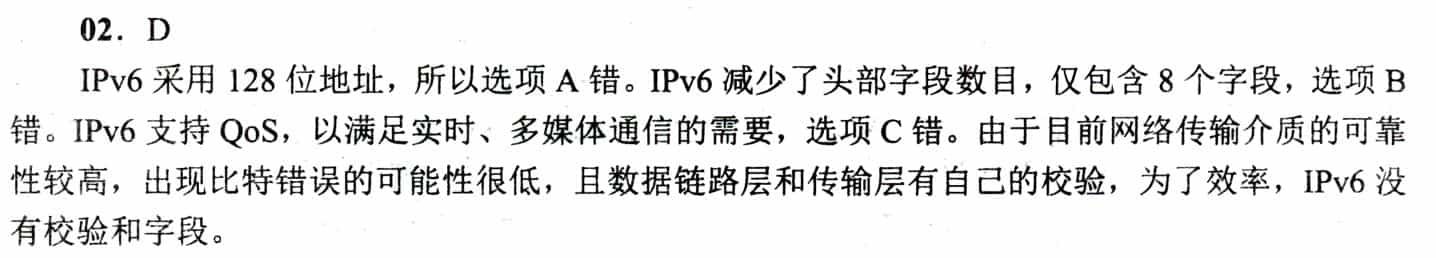 02．D
IPv6 采用 128 位地址，所以选项 A 错。IPv6 减少了头部字段数目，仅包含 8 个字段，选项 B
错。IPv6 支持 QoS，以满足实时、多媒体通信的需要，选项 C 错。由于目前网络传输介质的可靠
性较高，出现比特错误的可能性很低，且数据链路层和传输层有自己的校验，为了效率，IPv6 没
有校验和字段。